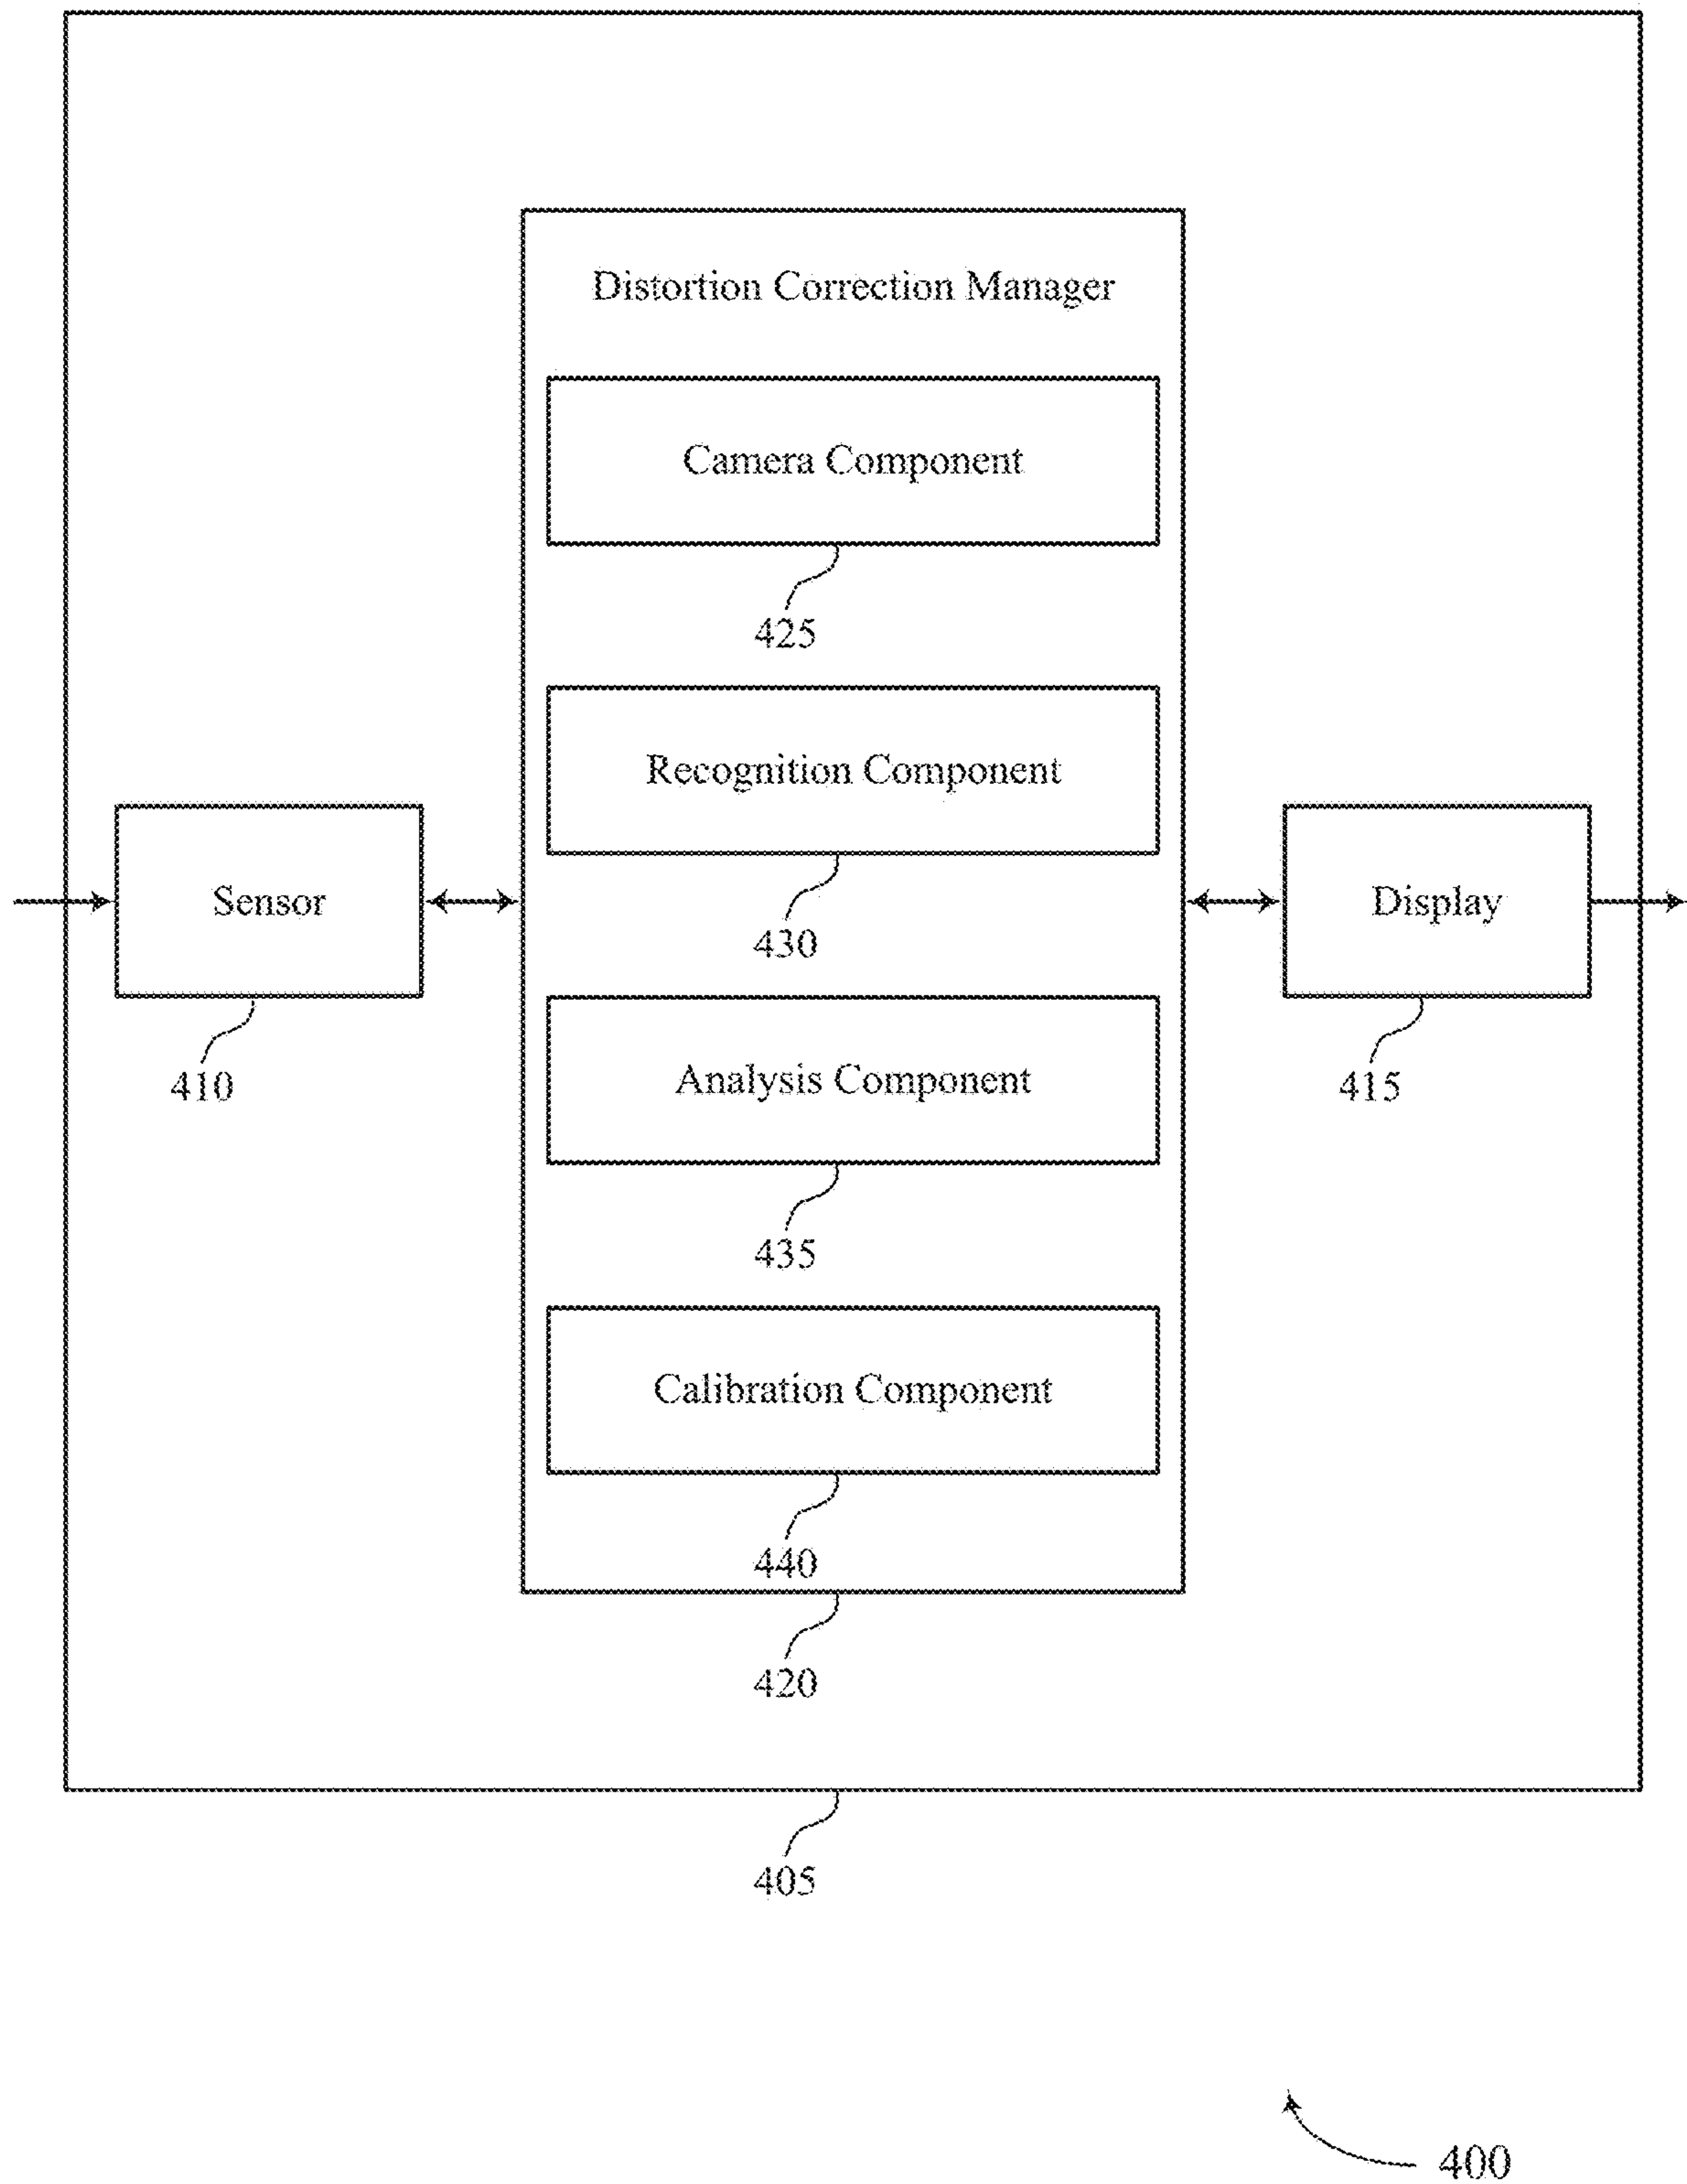 Distortion Correction Manager
Camera Component
425
Recognition Component
430
Sensor
410
Display
415
Analysis Component
435
Calibration Component
440
420
405
400